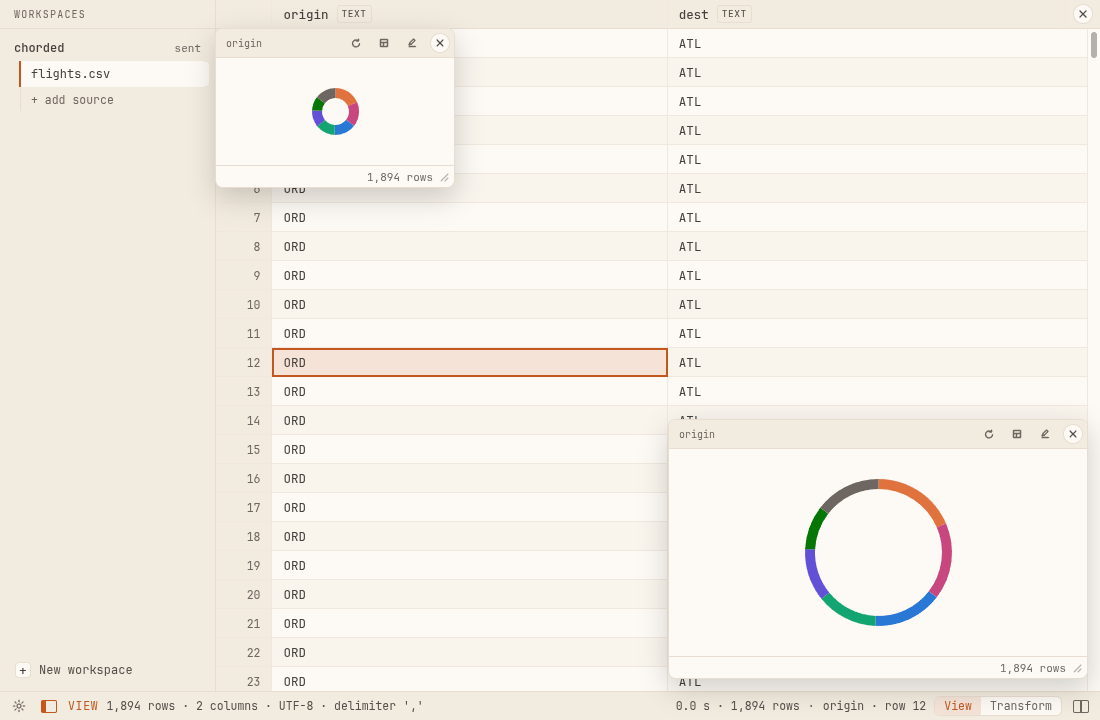 WORKSPACES
origin TEXT
dest TEXT
chorded sent
flights.csv
+ add source
origin
1,894 rows
ATL
ATL
ATL
ATL
ATL
6 ORD ATL
7 ORD ATL
8 ORD ATL
9 ORD ATL
10 ORD ATL
11 ORD ATL
12 ORD ATL
13 ORD ATL
14 ORD ATL
15 ORD
16 ORD
17 ORD
18 ORD
19 ORD
20 ORD
21 ORD
22 ORD
23 ORD ATL
origin
1,894 rows
+ New workspace
VIEW 1,894 rows · 2 columns · UTF-8 · delimiter ','
0.0 s · 1,894 rows · origin · row 12 View Transform